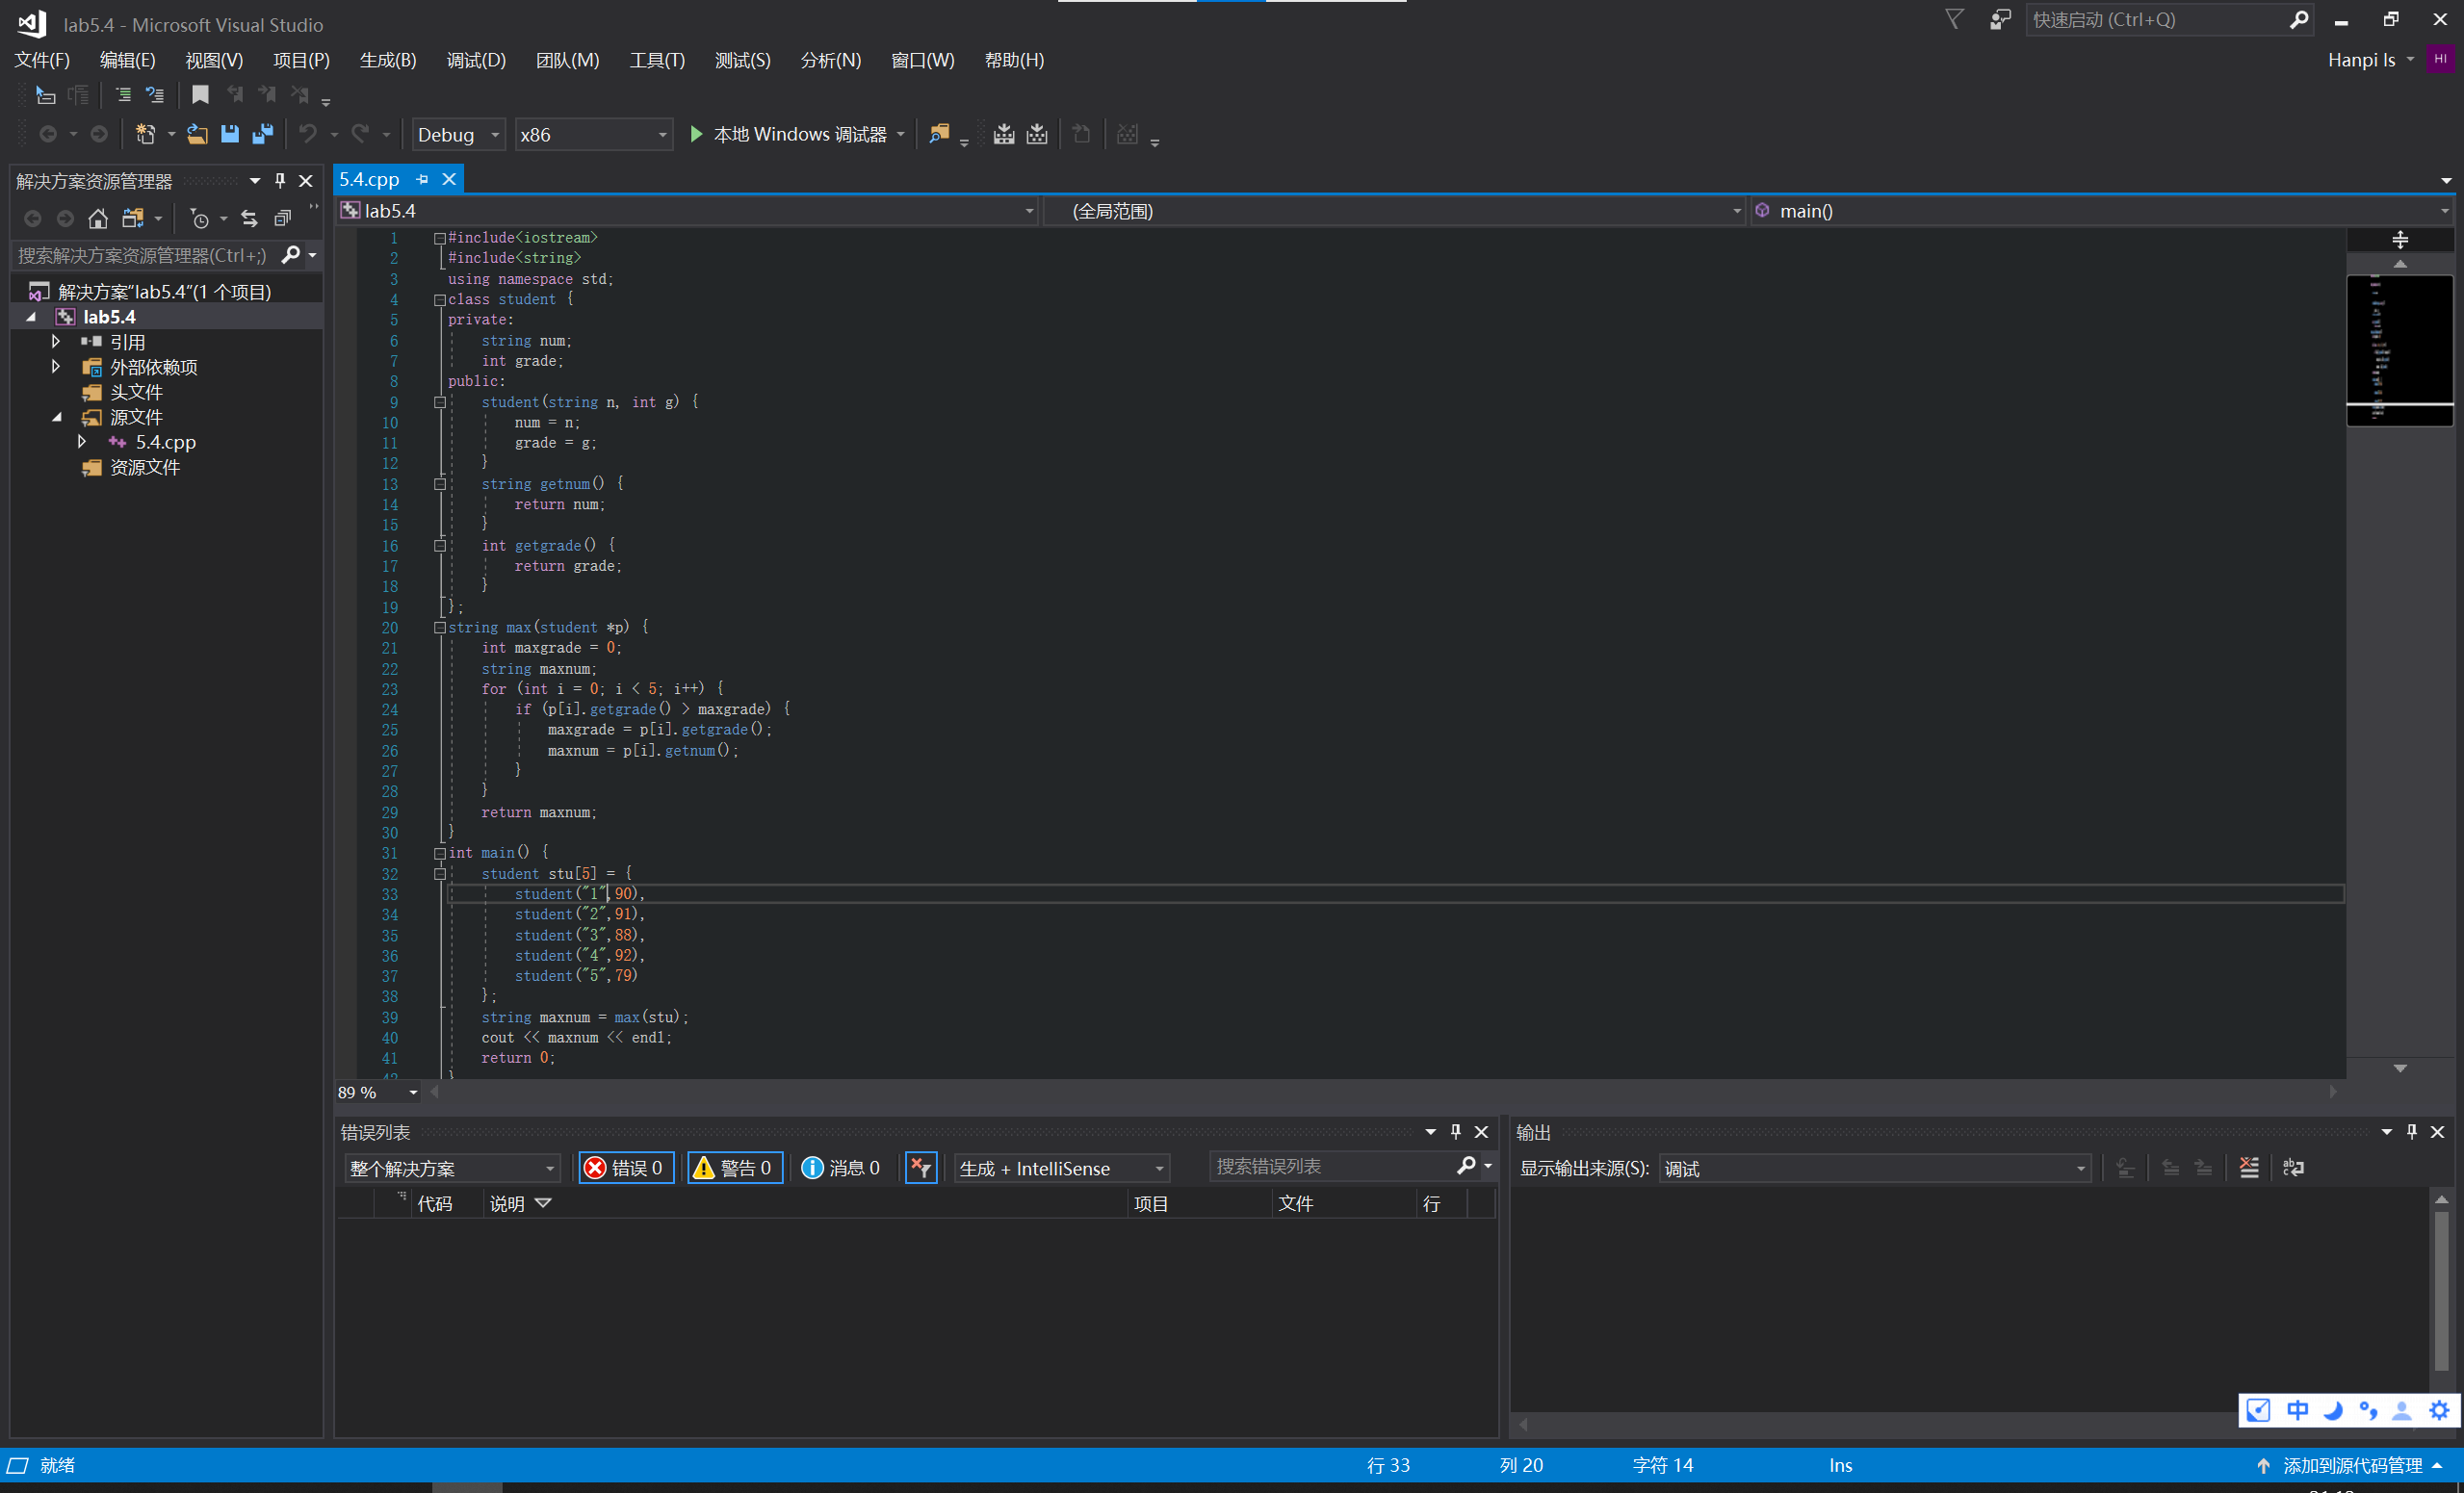 lab5.4 - Microsoft Visual Studio
快速启动 (Ctrl+Q)
文件(F) 编辑(E) 视图(V) 项目(P) 生成(B) 调试(D) 团队(M) 工具(T) 测试(S) 分析(N) 窗口(W) 帮助(H)
Hanpi ls HI
Debug x86 本地 Windows 调试器
解决方案资源管理器
搜索解决方案资源管理器(Ctrl+;)
解决方案"lab5.4"(1 个项目)
lab5.4
引用
外部依赖项
头文件
源文件
5.4.cpp
资源文件
5.4.cpp
lab5.4 (全局范围) main()
1 #include<iostream>
2 #include<string>
3 using namespace std;
4 class student {
5 private:
6 string num;
7 int grade;
8 public:
9 student(string n, int g) {
10 num = n;
11 grade = g;
12 }
13 string getnum() {
14 return num;
15 }
16 int getgrade() {
17 return grade;
18 }
19 };
20 string max(student *p) {
21 int maxgrade = 0;
22 string maxnum;
23 for (int i = 0; i < 5; i++) {
24 if (p[i].getgrade() > maxgrade) {
25 maxgrade = p[i].getgrade();
26 maxnum = p[i].getnum();
27 }
28 }
29 return maxnum;
30 }
31 int main() {
32 student stu[5] = {
33 student("1",90),
34 student("2",91),
35 student("3",88),
36 student("4",92),
37 student("5",79)
38 };
39 string maxnum = max(stu);
40 cout << maxnum << endl;
41 return 0;
42 }
89 %
错误列表
整个解决方案 错误 0 警告 0 消息 0 生成 + IntelliSense 搜索错误列表
代码 说明 项目 文件 行
输出
显示输出来源(S): 调试
中
就绪 行 33 列 20 字符 14 Ins 添加到源代码管理